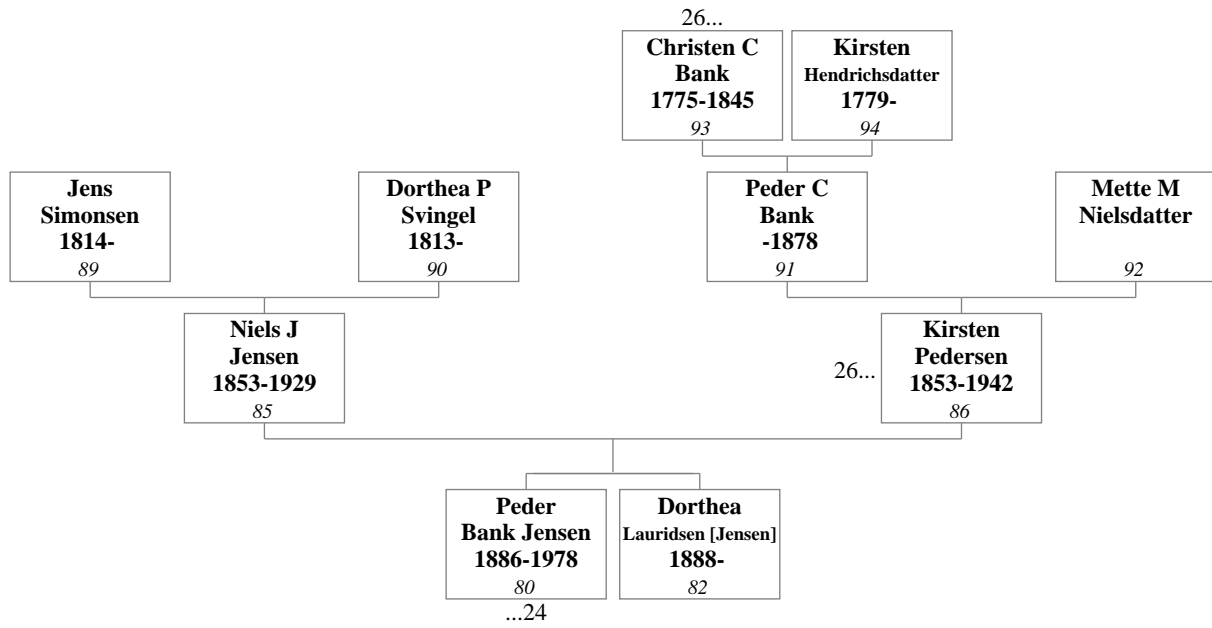 26...
Christen C
Bank
1775-1845
93
Kirsten
Hendrichsdatter
1779-
94
Jens
Simonsen
1814-
89
Dorthea P
Svingel
1813-
90
Peder C
Bank
-1878
91
Mette M
Nielsdatter
92
Niels J
Jensen
1853-1929
85
26...
Kirsten
Pedersen
1853-1942
86
Peder
Bank Jensen
1886-1978
80
Dorthea
Lauridsen [Jensen]
1888-
82
...24